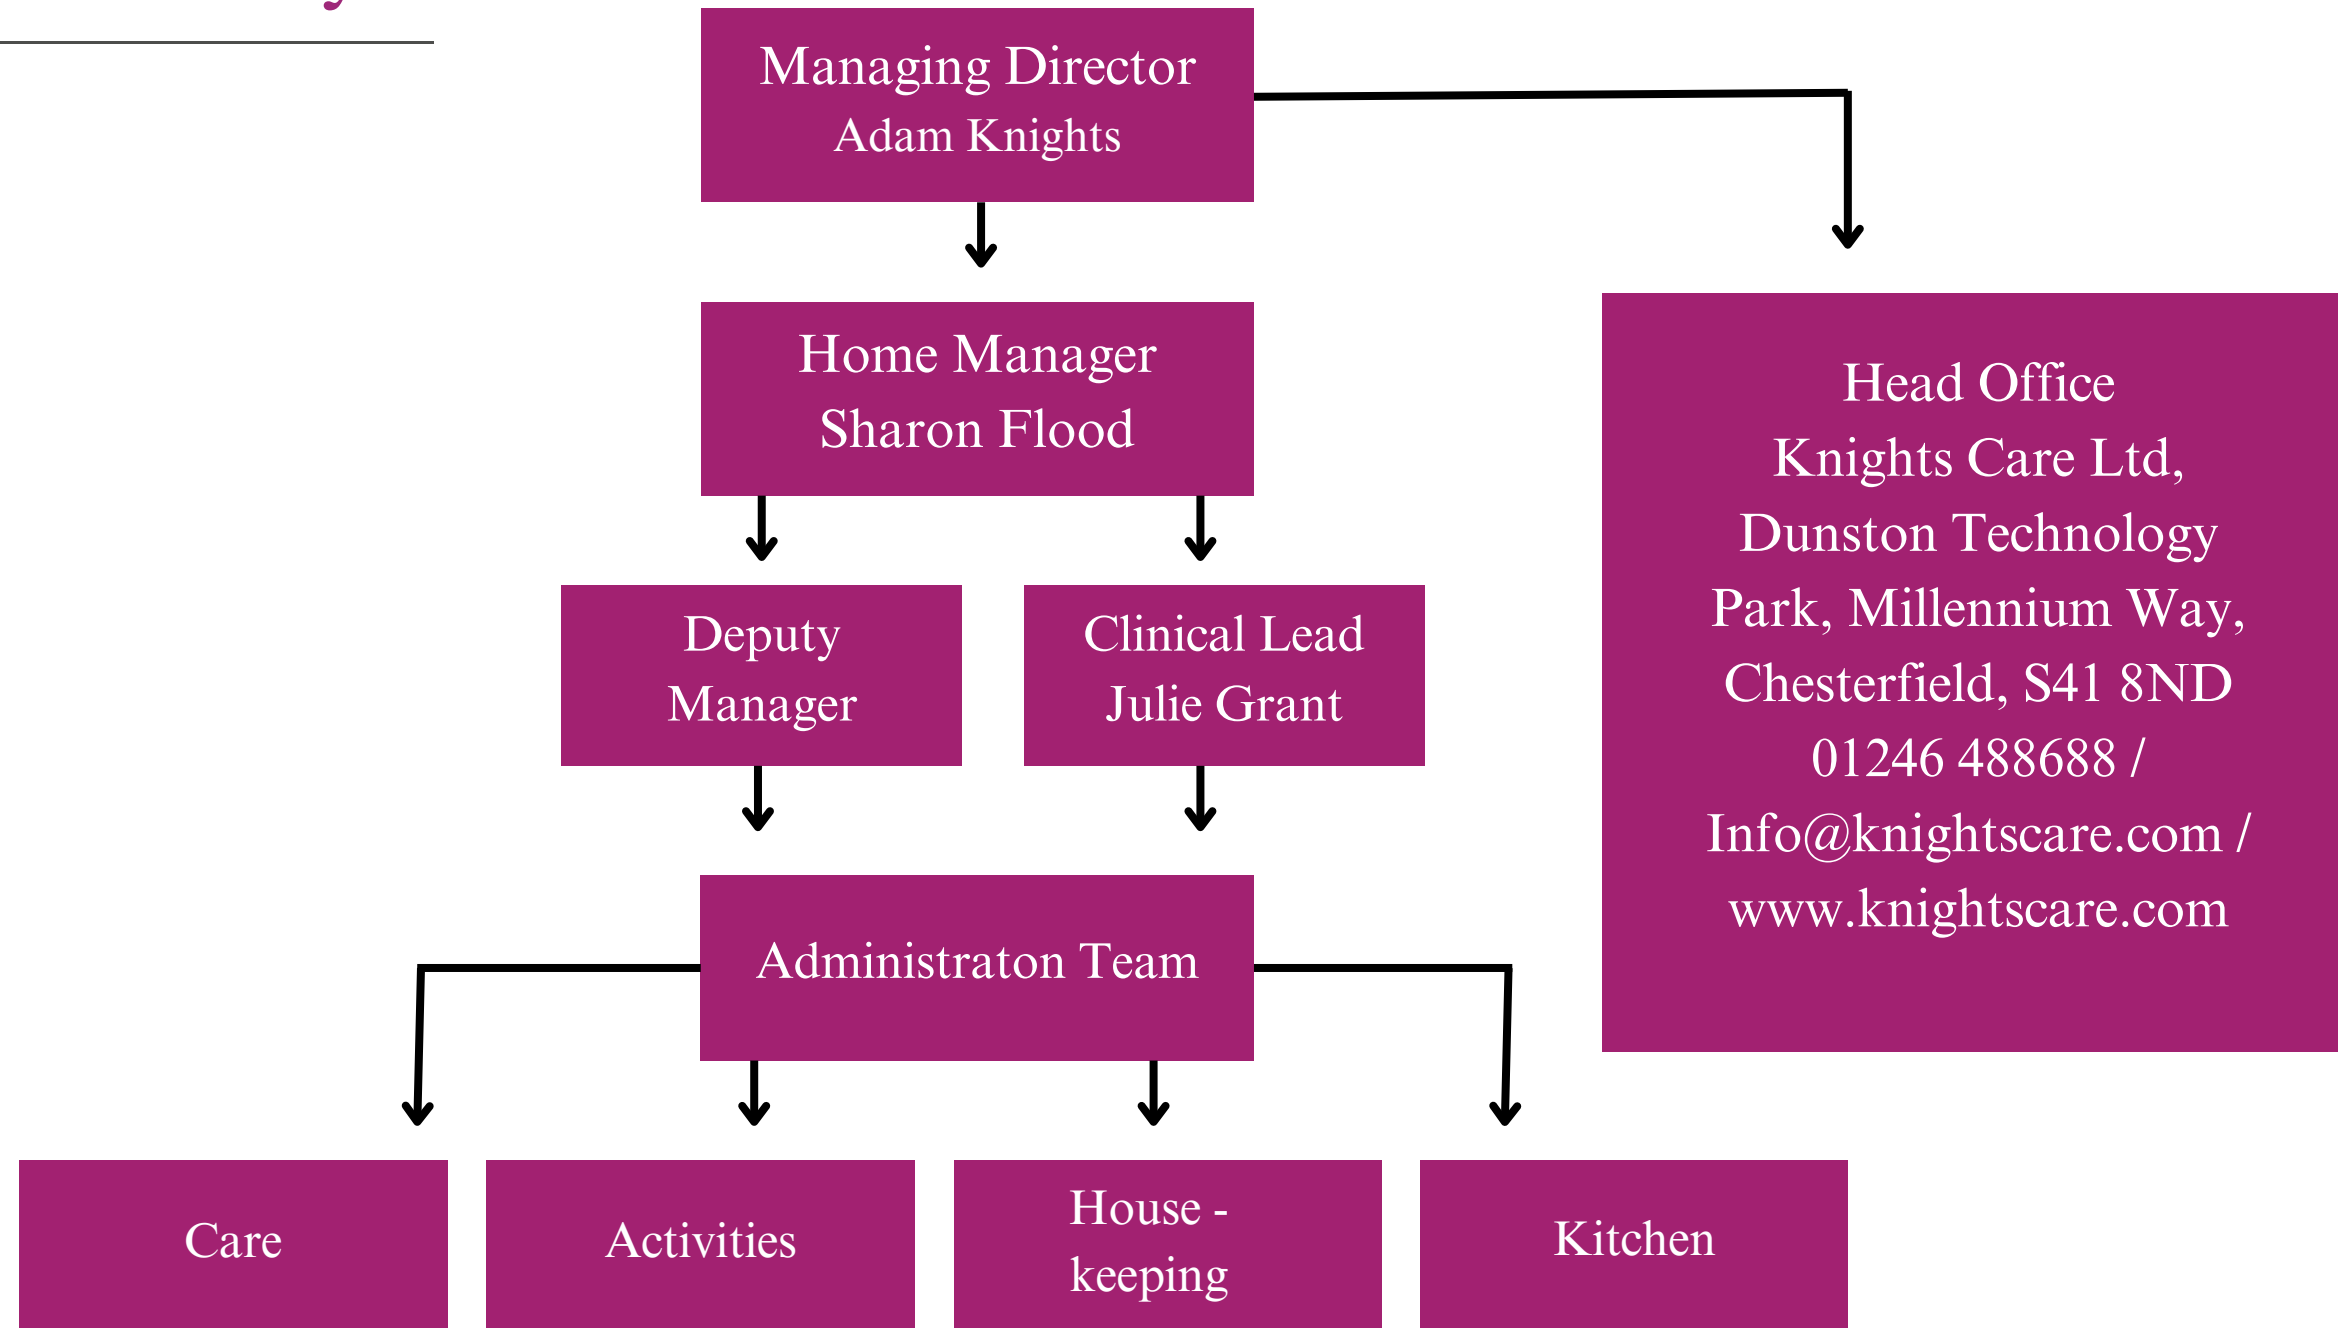 Managing Director
Adam Knights
Home Manager
Sharon Flood
Head Office
Knights Care Ltd,
Dunston Technology
Park, Millennium Way,
Chesterfield, S41 8ND
01246 488688 /
Info@knightscare.com /
www.knightscare.com
Deputy
Manager
Clinical Lead
Julie Grant
Administraton Team
Care
Activities
House -
keeping
Kitchen